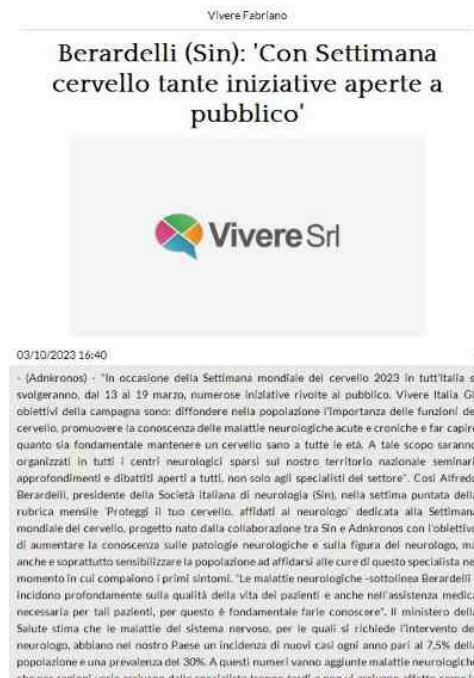 Vivere Fabriano
Berardelli (Sin): 'Con Settimana
cervello tante iniziative aperte a
pubblico'
Vivere Srl
03/10/2023 16:40
- (Adnkronos) - "In occasione della Settimana mondiale del cervello 2023 in tutt'Italia s
svolgeranno, dal 13 al 19 marzo, numerose iniziative rivolte al pubblico. Vivere Italia Gl
obiettivi della campagna sono: diffondere nella popolazione l'importanza delle funzioni de
cervello, promuovere la conoscenza delle malattie neurologiche acute e croniche e far capire
quanto sia fondamentale mantenere un cervello sano a tutte le età. A tale scopo saranno
organizzati in tutti i centri neurologici sparsi sul nostro territorio nazionale seminari
approfondimenti e dibattiti aperti a tutti, non solo agli specialisti del settore". Così Alfredo
Berardelli, presidente della Società italiana di neurologia (Sin), nella settima puntata della
rubrica mensile 'Proteggi il tuo cervello, affidati al neurologo' dedicata alla Settimana
mondiale del cervello, progetto nato dalla collaborazione tra Sin e Adnkronos con l'obiettivo
di aumentare la conoscenza sulle patologie neurologiche e sulla figura del neurologo, ma
anche e soprattutto sensibilizzare la popolazione ad affidarsi alle cure di questo specialista nel
momento in cui compaiono i primi sintomi. "Le malattie neurologiche -sottolinea Berardelli -
incidono profondamente sulla qualità della vita dei pazienti e anche nell'assistenza medica
necessaria per tali pazienti, per questo è fondamentale farle conoscere". Il ministero della
Salute stima che le malattie del sistema nervoso, per le quali si richiede l'intervento del
neurologo, abbiano nel nostro Paese un incidenza di nuovi casi ogni anno pari al 7,5% della
popolazione e una prevalenza del 30%. A questi numeri vanno aggiunte malattie neurologiche